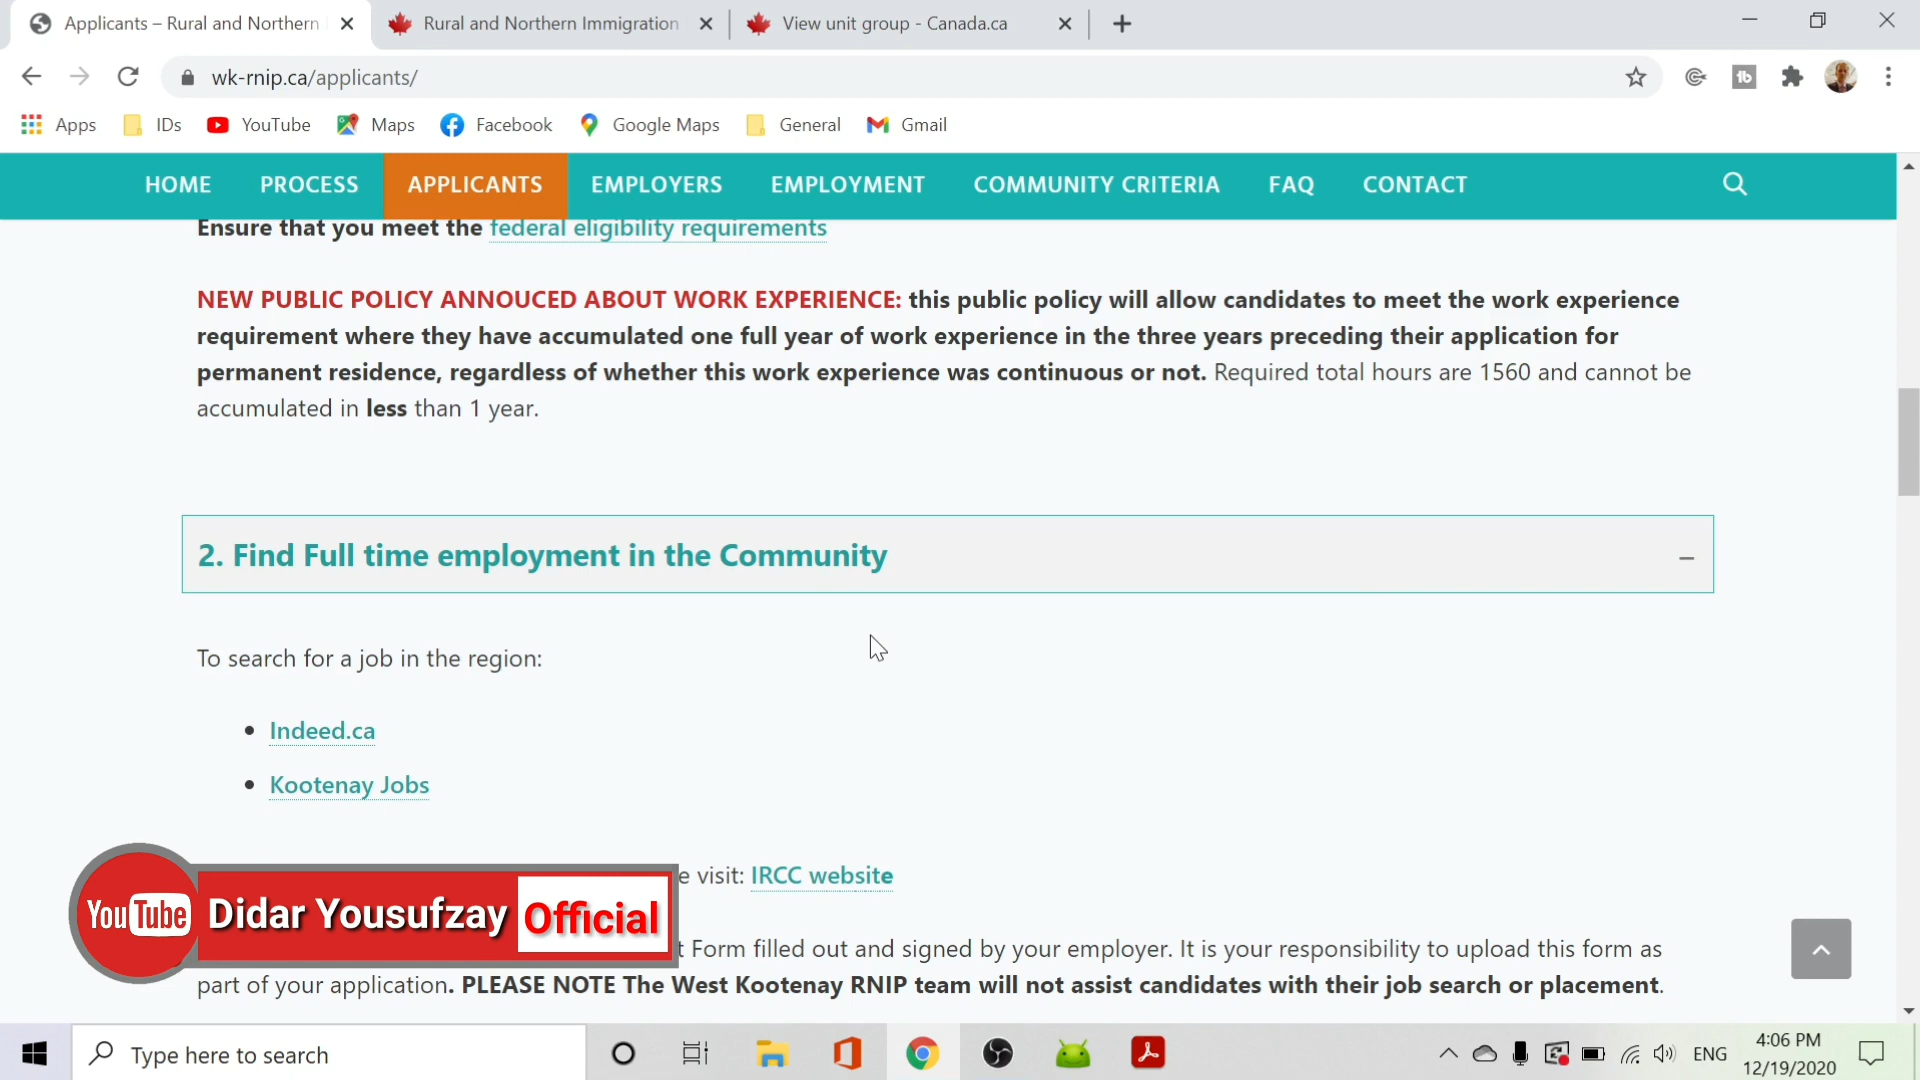 Applicants – Rural and Northern
Rural and Northern Immigration
View unit group - Canada.ca
wk-rnip.ca/applicants/
Apps
IDs
YouTube
Maps
Facebook
Google Maps
General
Gmail
HOME
PROCESS
APPLICANTS
EMPLOYERS
EMPLOYMENT
COMMUNITY CRITERIA
FAQ
CONTACT
Ensure that you meet the federal eligibility requirements
NEW PUBLIC POLICY ANNOUCED ABOUT WORK EXPERIENCE: this public policy will allow candidates to meet the work experience
requirement where they have accumulated one full year of work experience in the three years preceding their application for
permanent residence, regardless of whether this work experience was continuous or not. Required total hours are 1560 and cannot be
accumulated in less than 1 year.
2. Find Full time employment in the Community
To search for a job in the region:
Indeed.ca
Kootenay Jobs
e visit: IRCC website
YouTube Didar Yousufzay Official
t Form filled out and signed by your employer. It is your responsibility to upload this form as
part of your application. PLEASE NOTE The West Kootenay RNIP team will not assist candidates with their job search or placement.
Type here to search
ENG
4:06 PM
12/19/2020